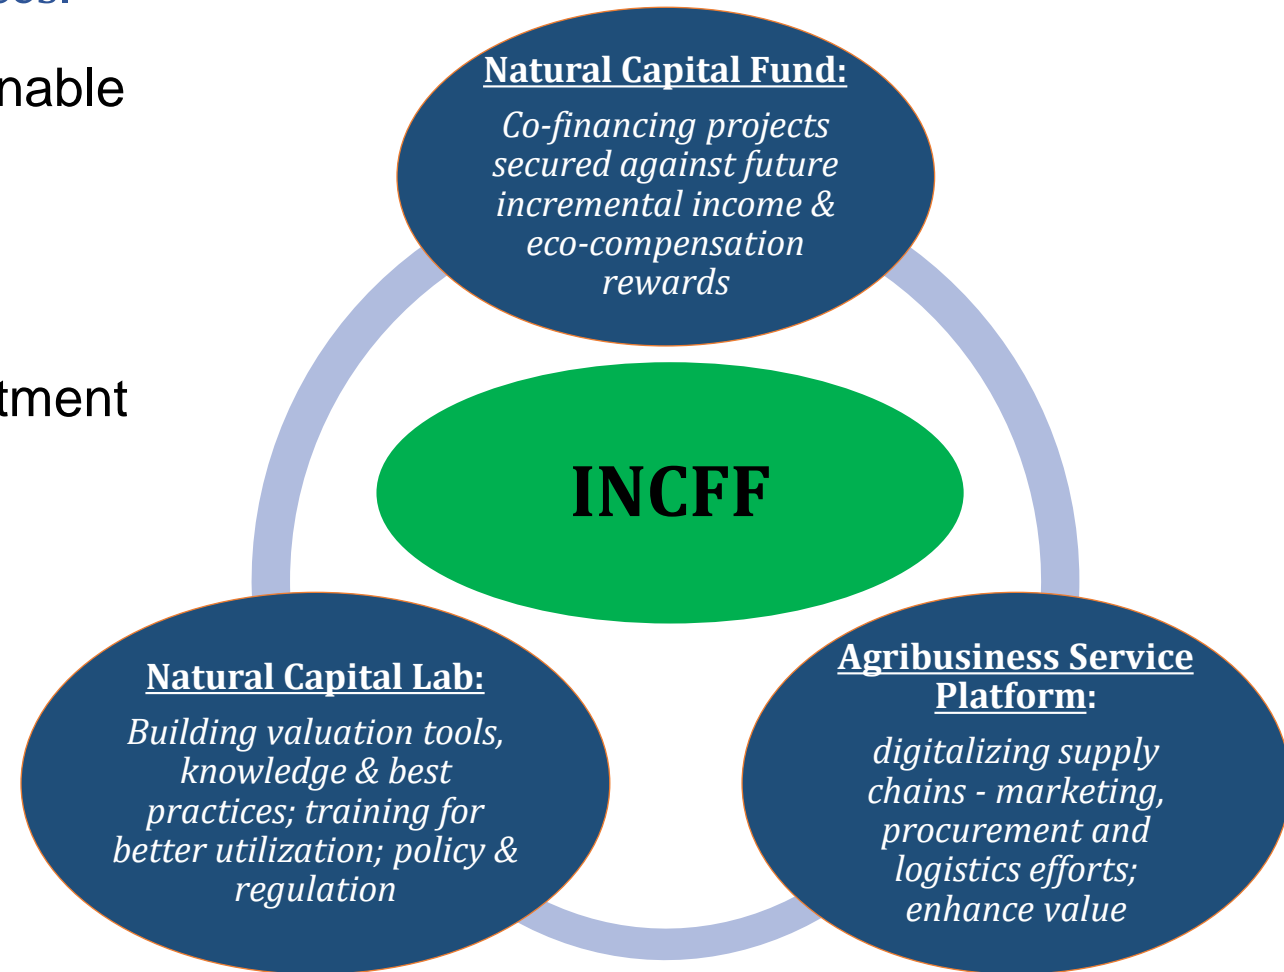 Natural Capital Fund:
Co-financing projects
secured against future
incremental income &
eco-compensation
rewards
nable
tment
INCFF
Natural Capital Lab:
Building valuation tools,
knowledge & best
practices; training for
better utilization; policy &
regulation
Agribusiness Service
Platform:
digitalizing supply
chains - marketing,
procurement and
logistics efforts;
enhance value